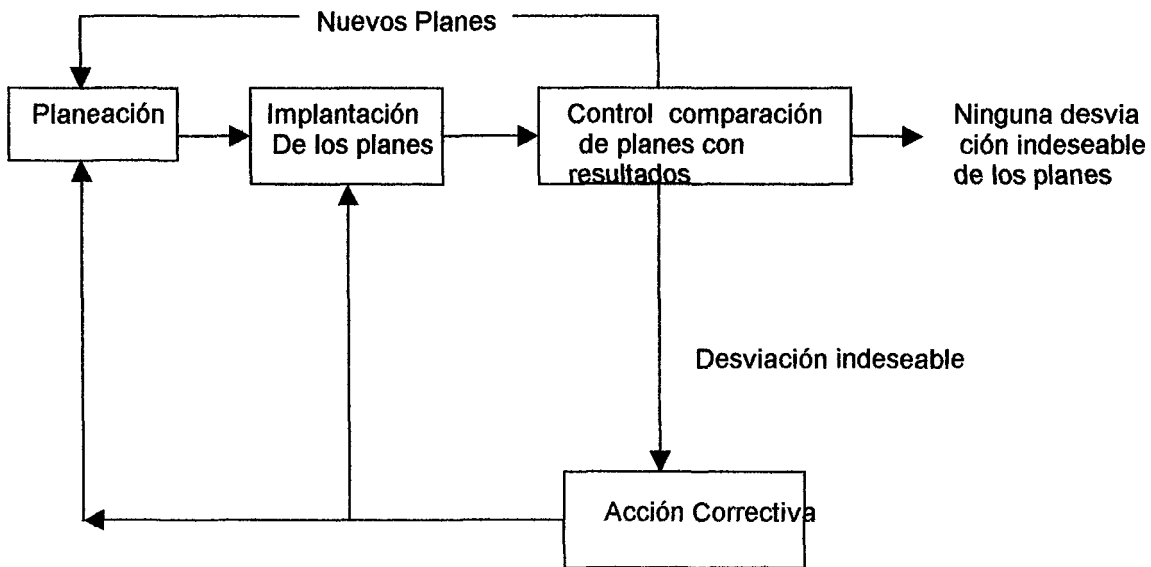 Nuevos Planes
Planeación
Implantación
De los planes
Control comparación
de planes con
resultados
Ninguna desvia
ción indeseable
de los planes
Desviación indeseable
Acción Correctiva